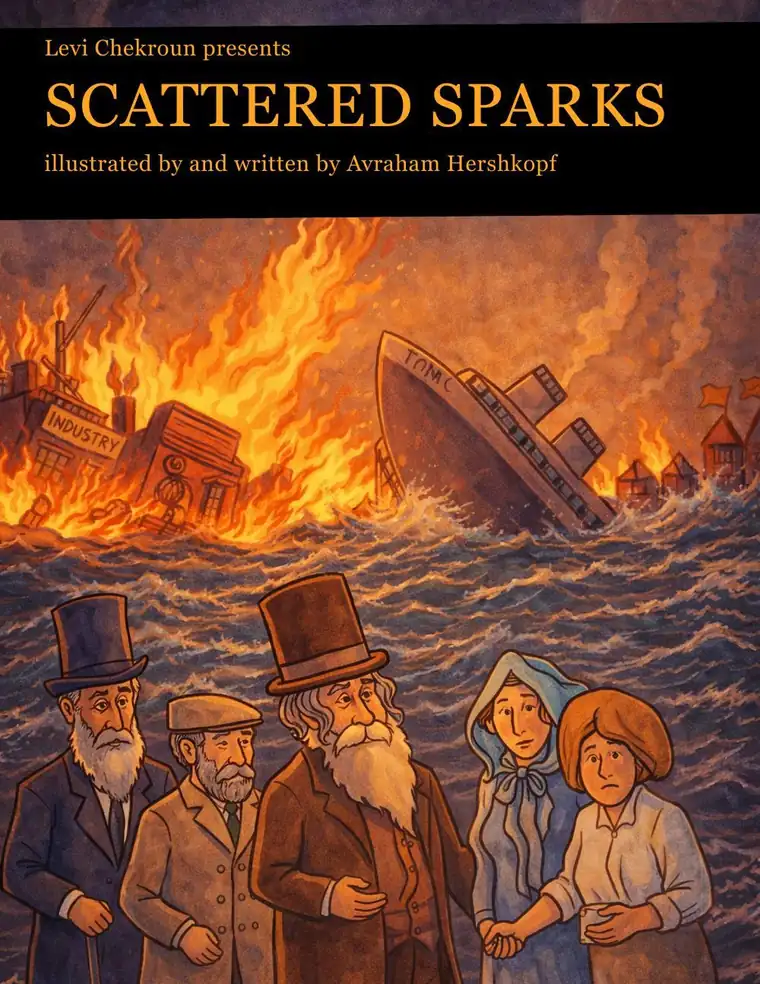 Levi Chekroun presents
SCATTERED SPARKS
illustrated by and written by Avraham Hershkopf
INDUSTRY